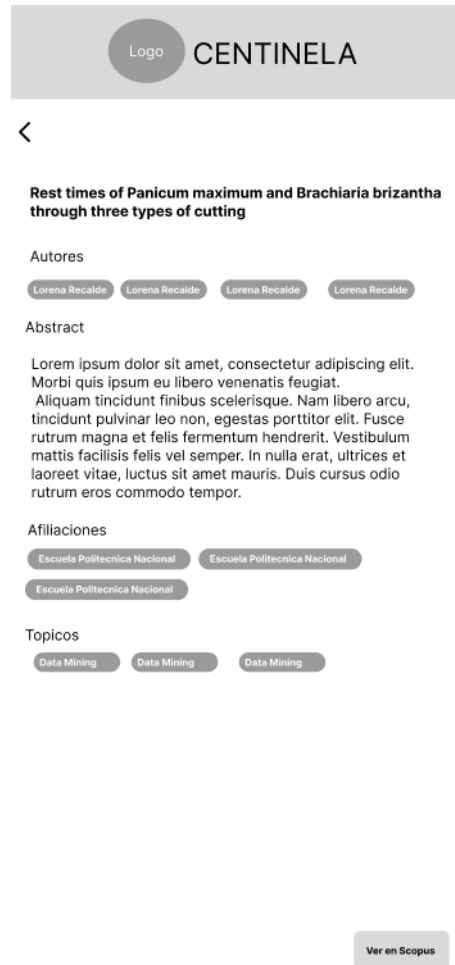 Logo CENTINELA
Rest times of Panicum maximum and Brachiaria brizantha
through three types of cutting
Autores
Lorena Recalde Lorena Recalde Lorena Recalde Lorena Recalde
Abstract
Lorem ipsum dolor sit amet, consectetur adipiscing elit.
Morbi quis ipsum eu libero venenatis feugiat.
Aliquam tincidunt finibus scelerisque. Nam libero arcu,
tincidunt pulvinar leo non, egestas porttitor elit. Fusce
rutrum magna et felis fermentum hendrerit. Vestibulum
mattis facilisis felis vel semper. In nulla erat, ultrices et
laoreet vitae, luctus sit amet mauris. Duis cursus odio
rutrum eros commodo tempor.
Afiliaciones
Escuela Politecnica Nacional Escuela Politecnica Nacional
Escuela Politecnica Nacional
Topicos
Data Mining Data Mining Data Mining
Ver en Scopus